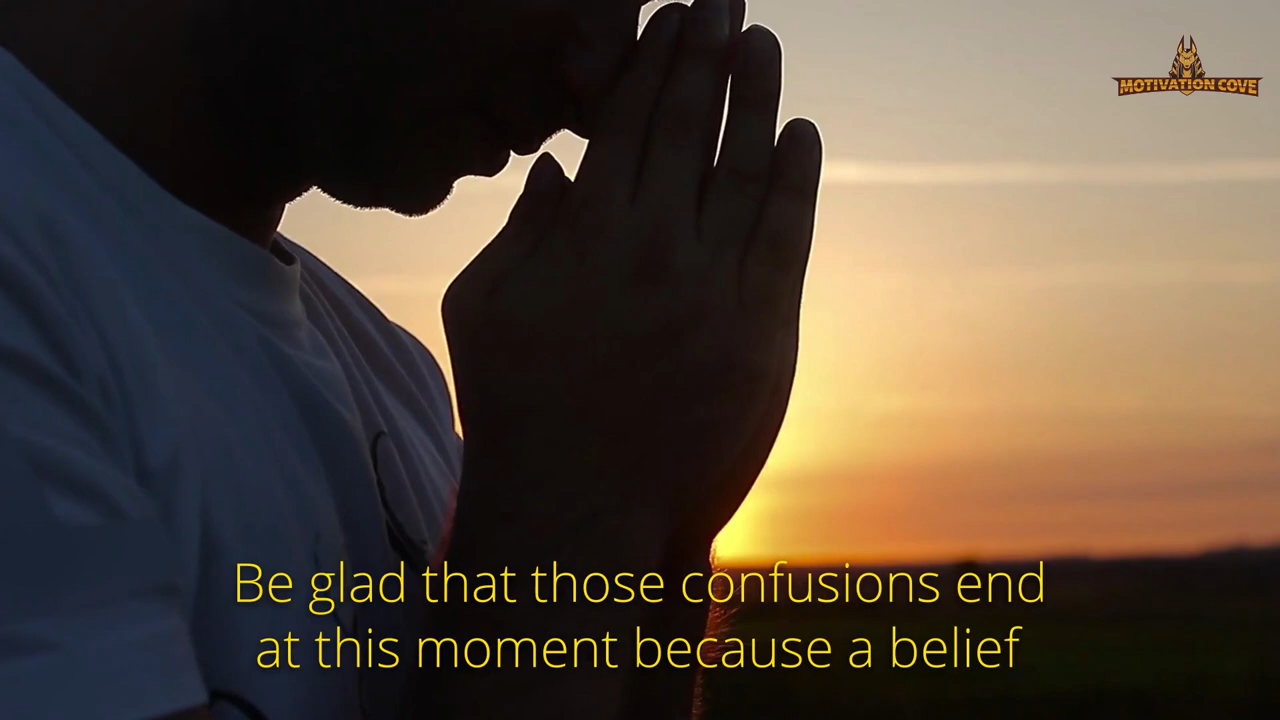 MOTIVATION COVE
Be glad that those confusions end
at this moment because a belief